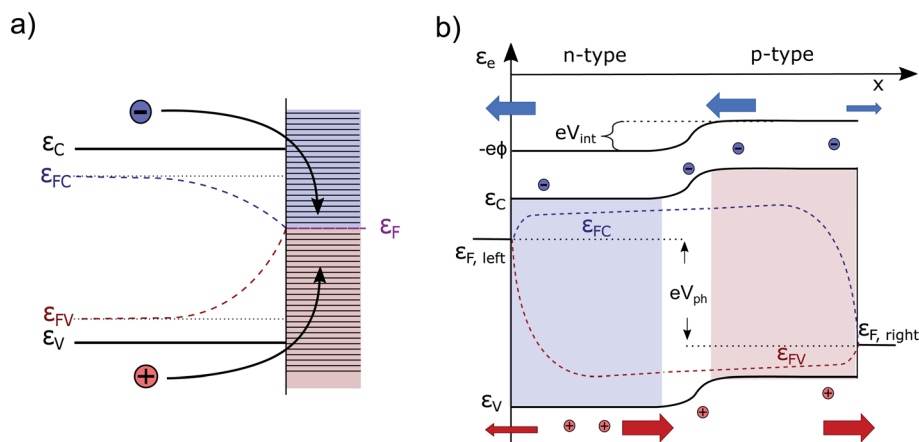 a)
ε_C
ε_FC
ε_F
ε_FV
ε_V
b)
ε_e
n-type
p-type
x
eV_int
-eϕ
ε_C
ε_FC
ε_F, left
eV_ph
ε_F, right
ε_FV
ε_V